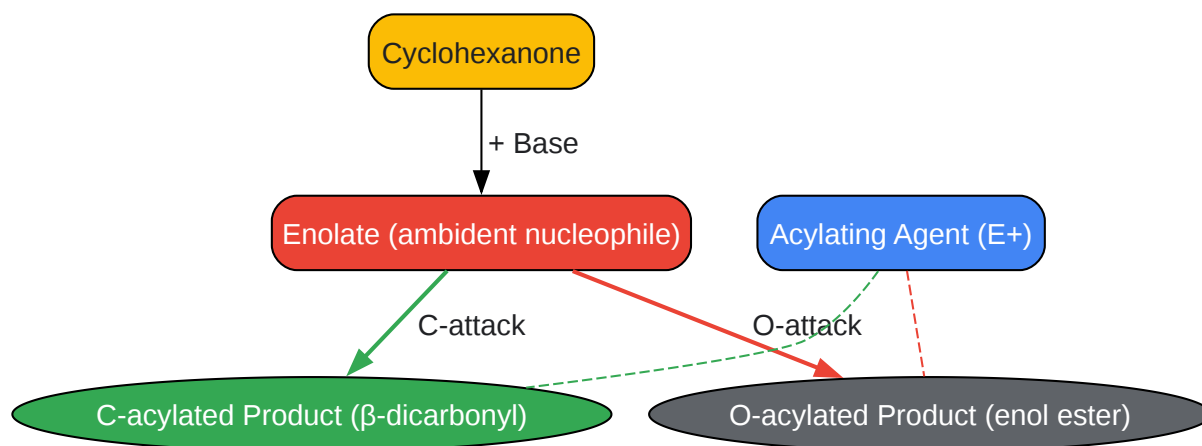 Cyclohexanone
+ Base
Enolate (ambident nucleophile)
Acylating Agent (E+)
C-attack
O-attack
C-acylated Product (β-dicarbonyl)
O-acylated Product (enol ester)